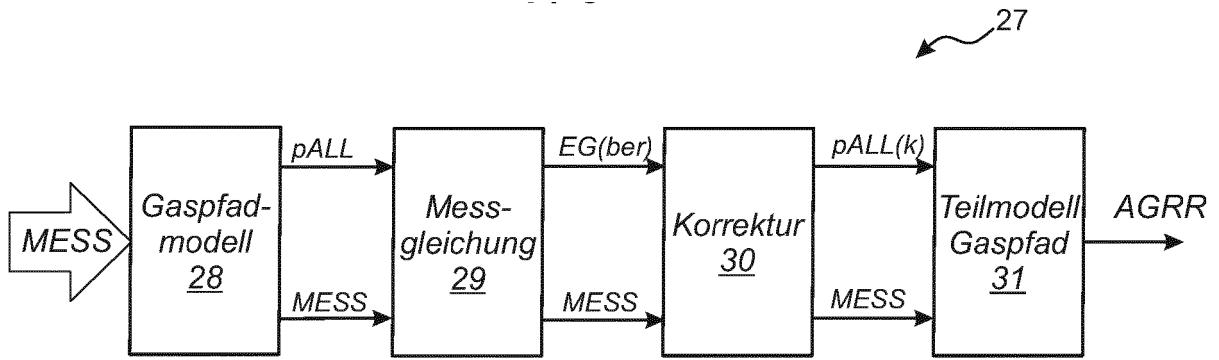 27
MESS
Gaspfad-
modell
28
pALL
MESS
Mess-
gleichung
29
EG(ber)
MESS
Korrektur
30
pALL(k)
MESS
Teilmodell
Gaspfad
31
AGRR